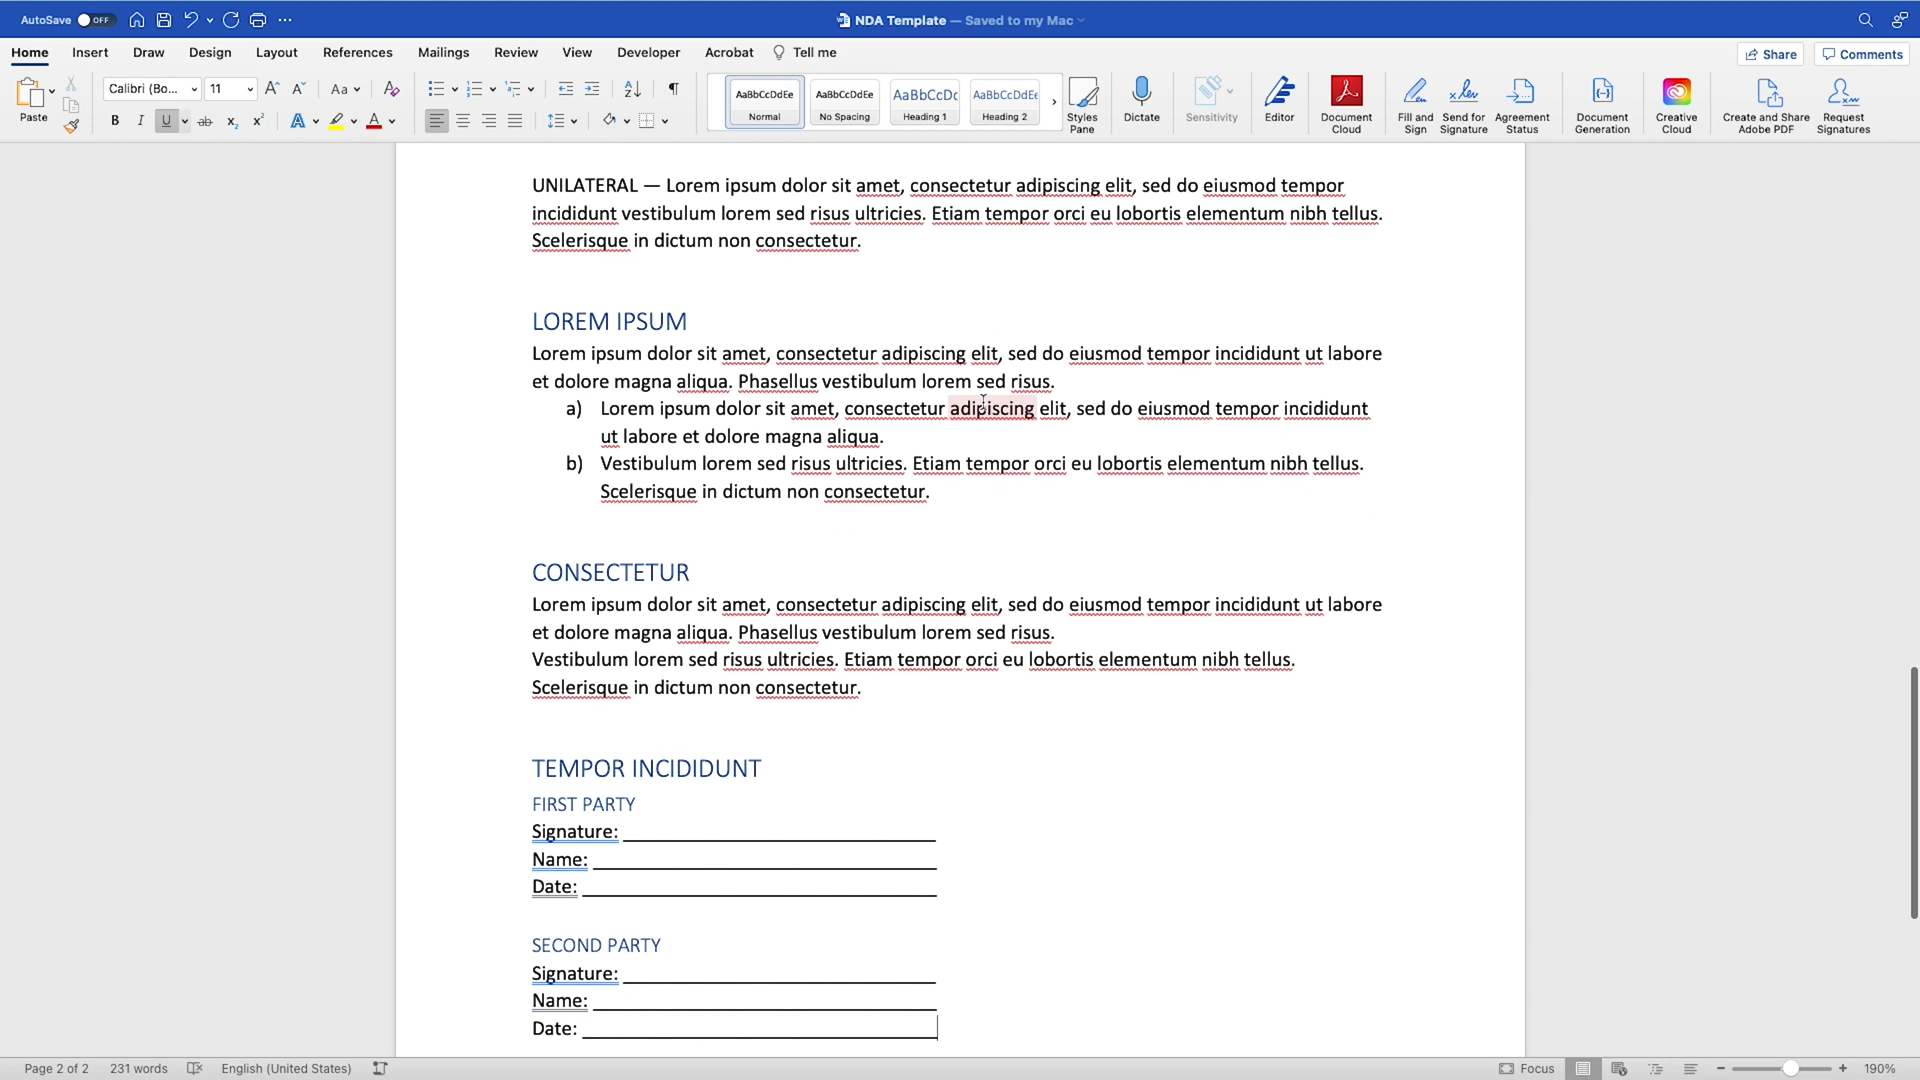 AutoSave OFF NDA Template — Saved to my Mac
Home Insert Draw Design Layout References Mailings Review View Developer Acrobat Tell me Share Comments
Paste Calibri (Bo... 11 Aa
AaBbCcDdEe AaBbCcDdEe AaBbCcDc AaBbCcDdEe
Normal No Spacing Heading 1 Heading 2
Styles Pane Dictate Sensitivity Editor Document Cloud Fill and Sign Send for Signature Agreement Status Document Generation Creative Cloud Create and Share Adobe PDF Request Signatures
UNILATERAL — Lorem ipsum dolor sit amet, consectetur adipiscing elit, sed do eiusmod tempor
incididunt vestibulum lorem sed risus ultricies. Etiam tempor orci eu lobortis elementum nibh tellus.
Scelerisque in dictum non consectetur.
LOREM IPSUM
Lorem ipsum dolor sit amet, consectetur adipiscing elit, sed do eiusmod tempor incididunt ut labore
et dolore magna aliqua. Phasellus vestibulum lorem sed risus.
a) Lorem ipsum dolor sit amet, consectetur adipiscing elit, sed do eiusmod tempor incididunt
ut labore et dolore magna aliqua.
b) Vestibulum lorem sed risus ultricies. Etiam tempor orci eu lobortis elementum nibh tellus.
Scelerisque in dictum non consectetur.
CONSECTETUR
Lorem ipsum dolor sit amet, consectetur adipiscing elit, sed do eiusmod tempor incididunt ut labore
et dolore magna aliqua. Phasellus vestibulum lorem sed risus.
Vestibulum lorem sed risus ultricies. Etiam tempor orci eu lobortis elementum nibh tellus.
Scelerisque in dictum non consectetur.
TEMPOR INCIDIDUNT
FIRST PARTY
Signature:
Name:
Date:
SECOND PARTY
Signature:
Name:
Date:
Page 2 of 2 231 words English (United States) Focus 190%